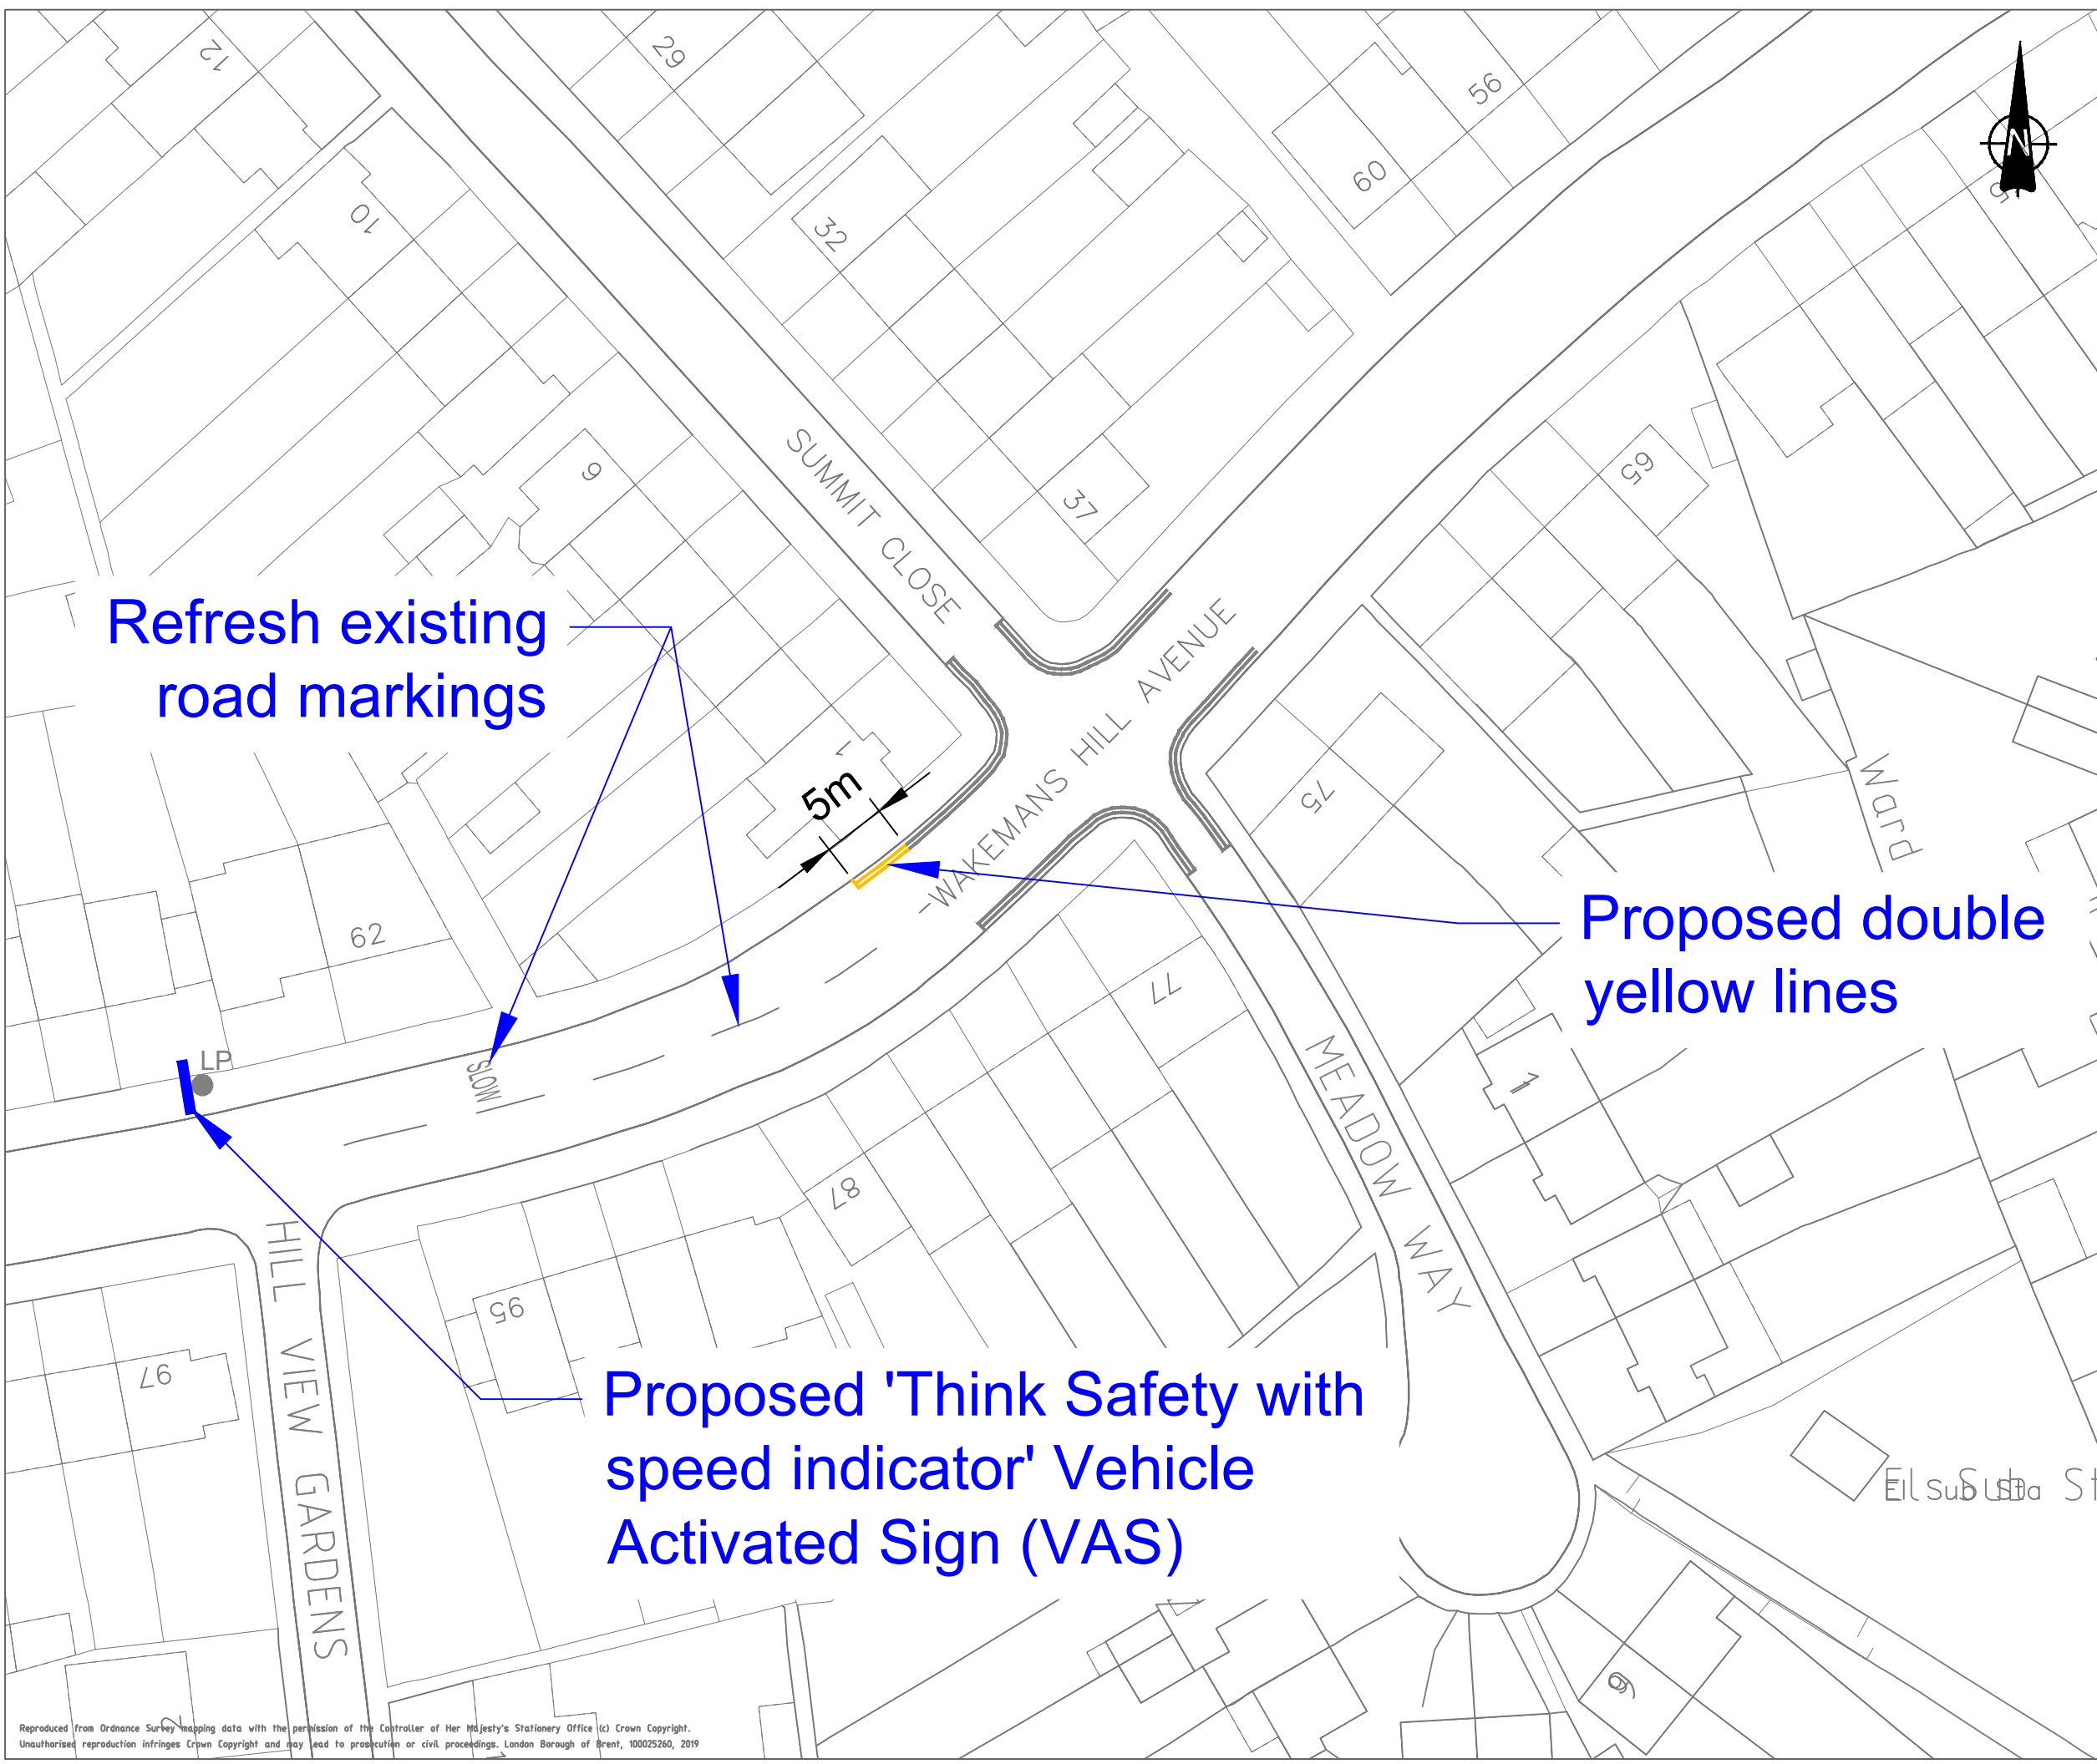 12
29
56
N
5
60
10
32
9
65
37
SUMMIT CLOSE
Refresh existing
road markings
WAKEMANS HILL AVENUE
1
5m
75
Ward
62
Proposed double
yellow lines
77
LP
SLOW
MEADOW WAY
1
87
HILL VIEW GARDENS
95
97
Proposed 'Think Safety with
speed indicator' Vehicle
Activated Sign (VAS)
El Sub Sta
Reproduced from Ordnance Survey mapping data with the permission of the Controller of Her Majesty's Stationery Office (c) Crown Copyright.
Unauthorised reproduction infringes Crown Copyright and may lead to prosecution or civil proceedings. London Borough of Brent, 100025260, 2019